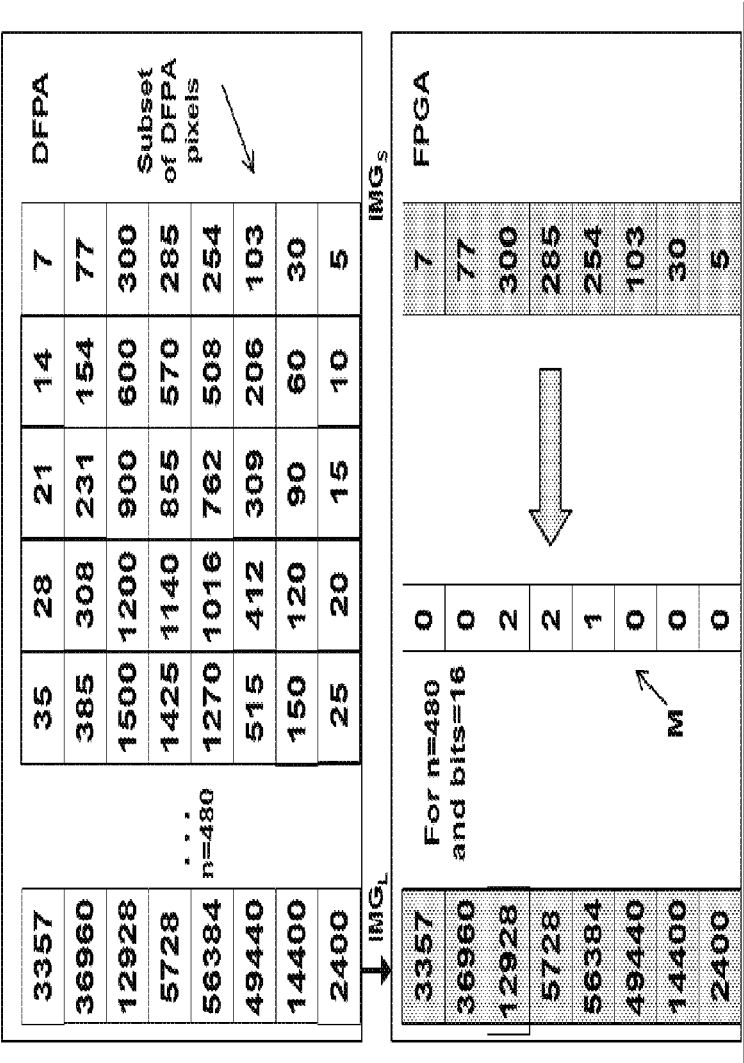 3357 35 28 21 14 7 DFPA
36960 385 308 231 154 77
12928 1500 1200 900 600 300 Subset
5728 . . . 1425 1140 855 570 285 of DFPA
56384 n=480 1270 1016 762 508 254 pixels
49440 515 412 309 206 103
14400 150 120 90 60 30
2400 25 20 15 10 5
IMG_L IMG_S
3357 For n=480 0 7 FPGA
36960 and bits=16 0 77
12928 2 300
5728 2 285
56384 1 254
49440 0 103
14400 M 0 30
2400 0 5